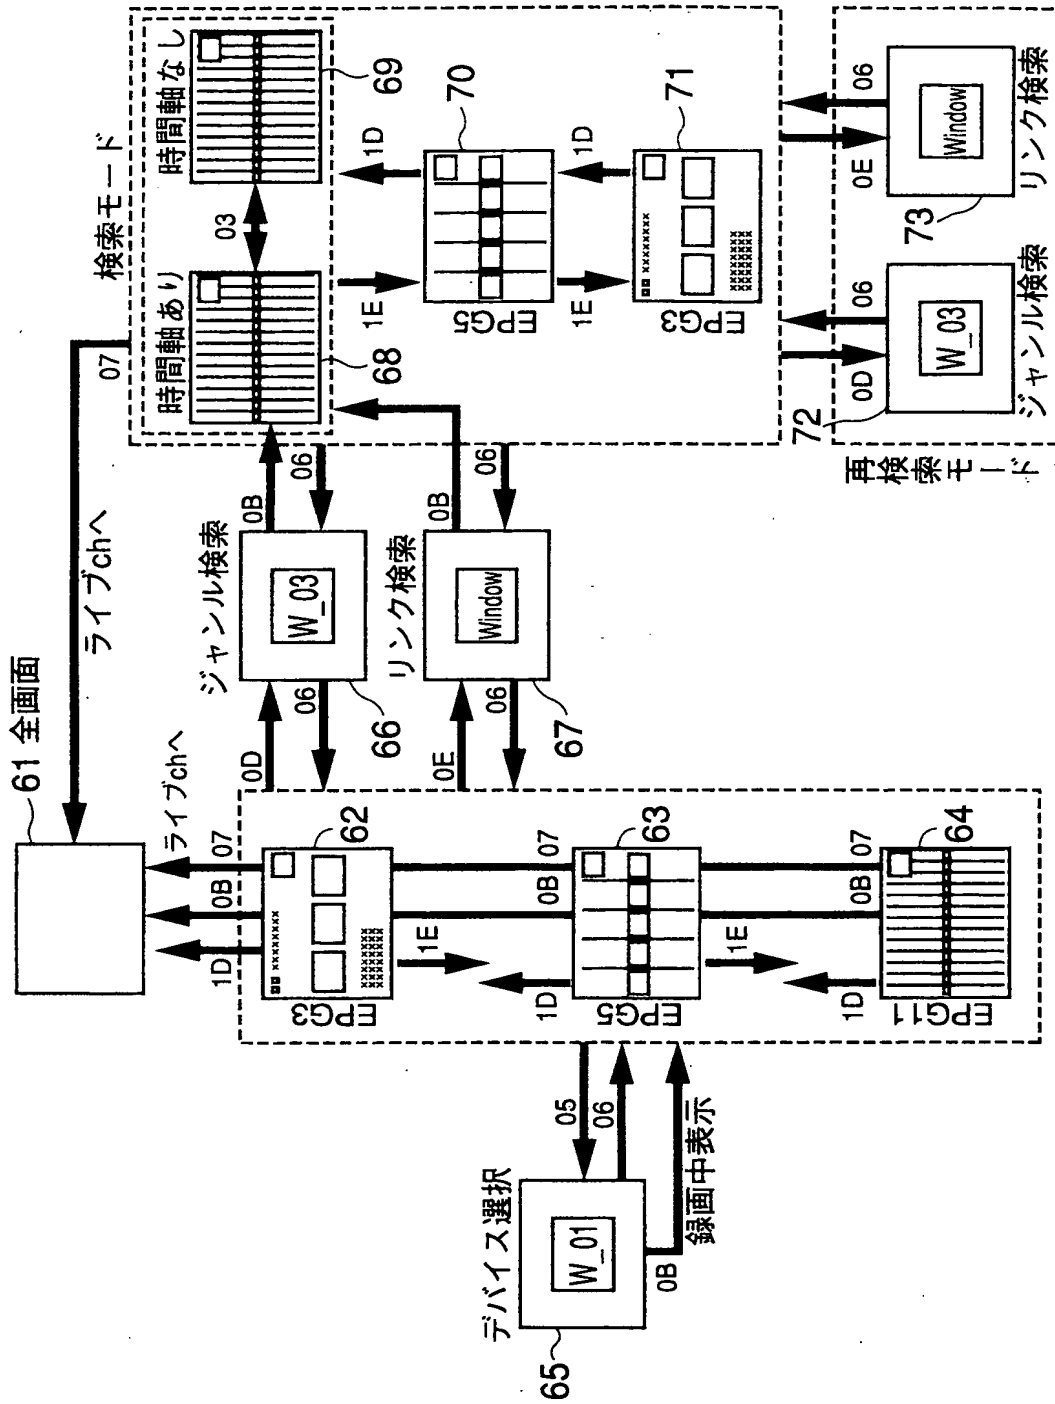 61 全画面
ライブchへ
07
ライブchへ
1D
0B
07
62
EPG3
1E
1D
0B
07
63
EPG5
1E
1D
0B
07
64
EPG11
デバイス選択
W_01
65
05
06
0B
録画中表示
0D
06
ジャンル検索
W_03
66
0B
06
0E
06
リンク検索
Window
67
0B
06
検索モード
時間軸あり
68
03
時間軸なし
69
1E
1D
70
EPG5
1E
1D
71
EPG3
再検索モード
0D
06
72
W_03
ジャンル検索
0E
06
73
Window
リンク検索